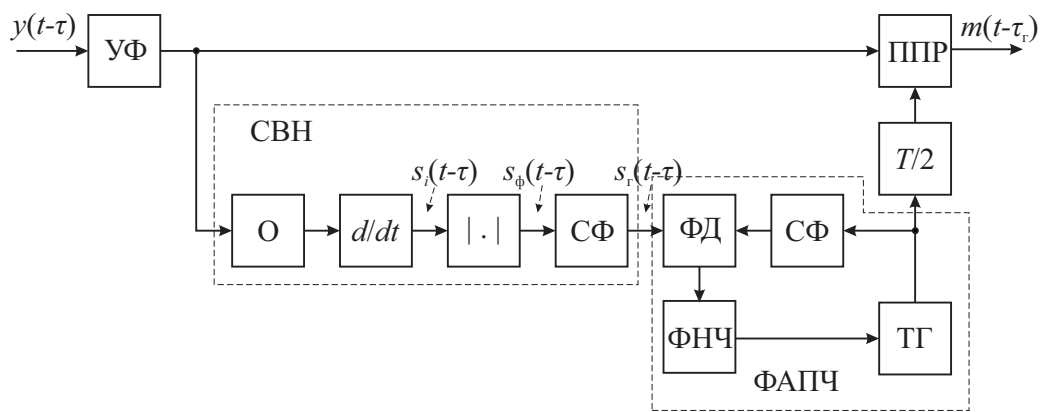 y(t-τ)
УФ
ППР
m(t-τг)
СВН
T/2
si(t-τ)
sф(t-τ)
sг(t-τ)
О
d/dt
| . |
СФ
ФД
СФ
ФНЧ
ТГ
ФАПЧ